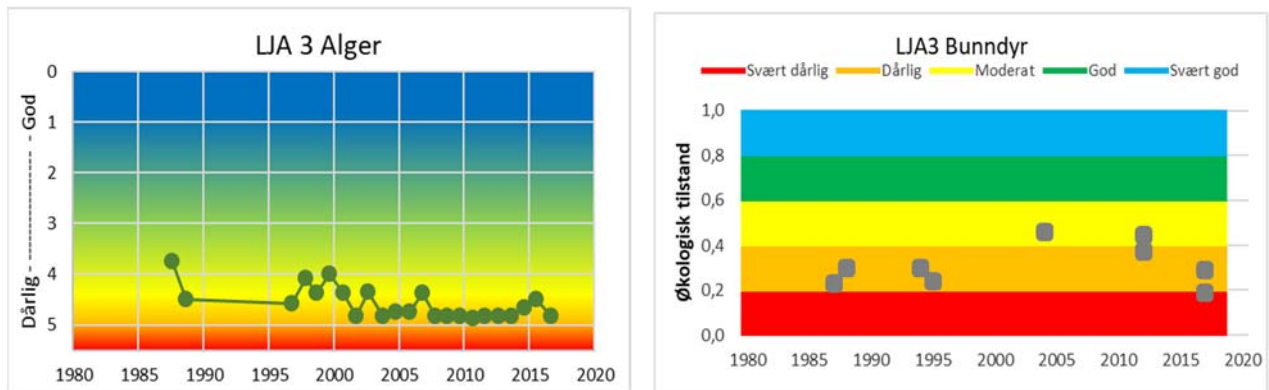 LJA 3 Alger
0
1
2
3
4
5
Dårlig - ---------------- - God
1980 1985 1990 1995 2000 2005 2010 2015 2020
LJA3 Bunndyr
Svært dårlig Dårlig Moderat God Svært god
1,0
0,8
0,6
0,4
0,2
0,0
Økologisk tilstand
1980 1985 1990 1995 2000 2005 2010 2015 2020